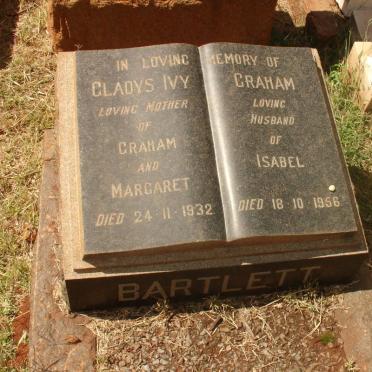 IN LOVING MEMORY OF
GLADYS IVY
LOVING MOTHER
OF
GRAHAM
AND
MARGARET
DIED 24·11·1932
GRAHAM
LOVING
HUSBAND
OF
ISABEL
DIED 18·10·1956
BARTLETT